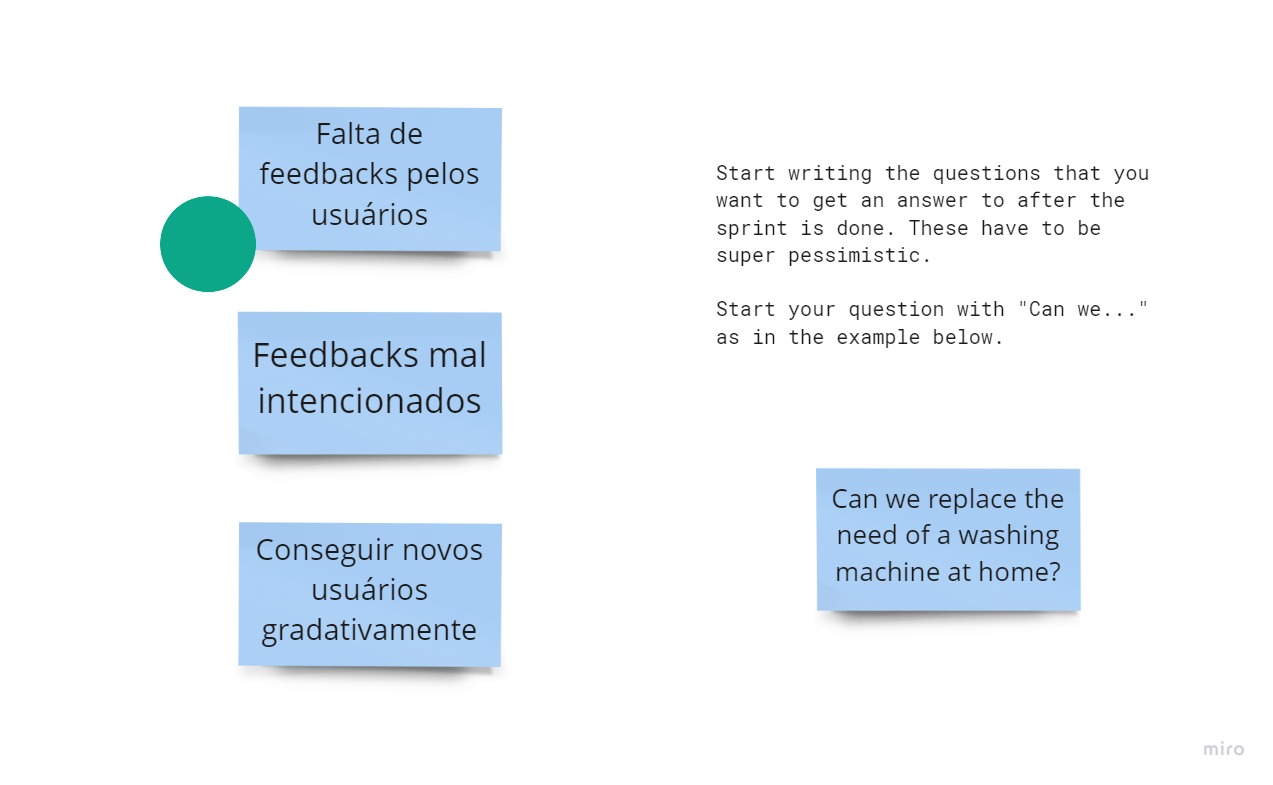 Falta de
feedbacks pelos
usuários
Feedbacks mal
intencionados
Conseguir novos
usuários
gradativamente
Start writing the questions that you
want to get an answer to after the
sprint is done. These have to be
super pessimistic.
Start your question with "Can we..."
as in the example below.
Can we replace the
need of a washing
machine at home?
miro